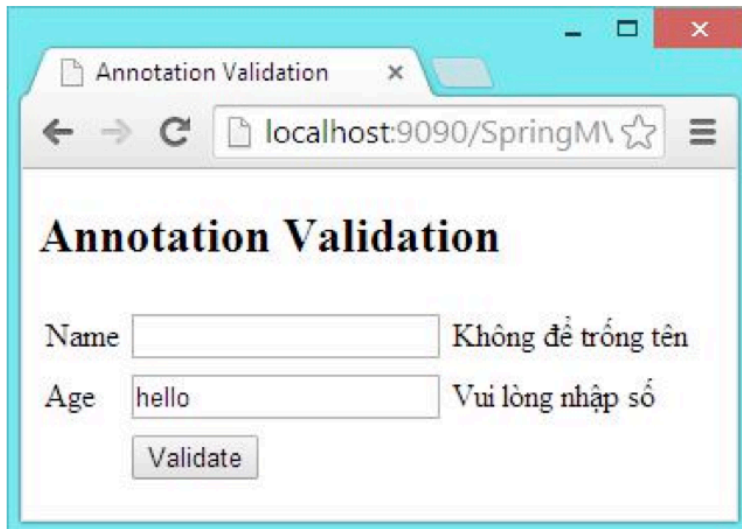 Annotation Validation
localhost:9090/SpringM
Annotation Validation
Name Không để trống tên
Age hello Vui lòng nhập số
Validate